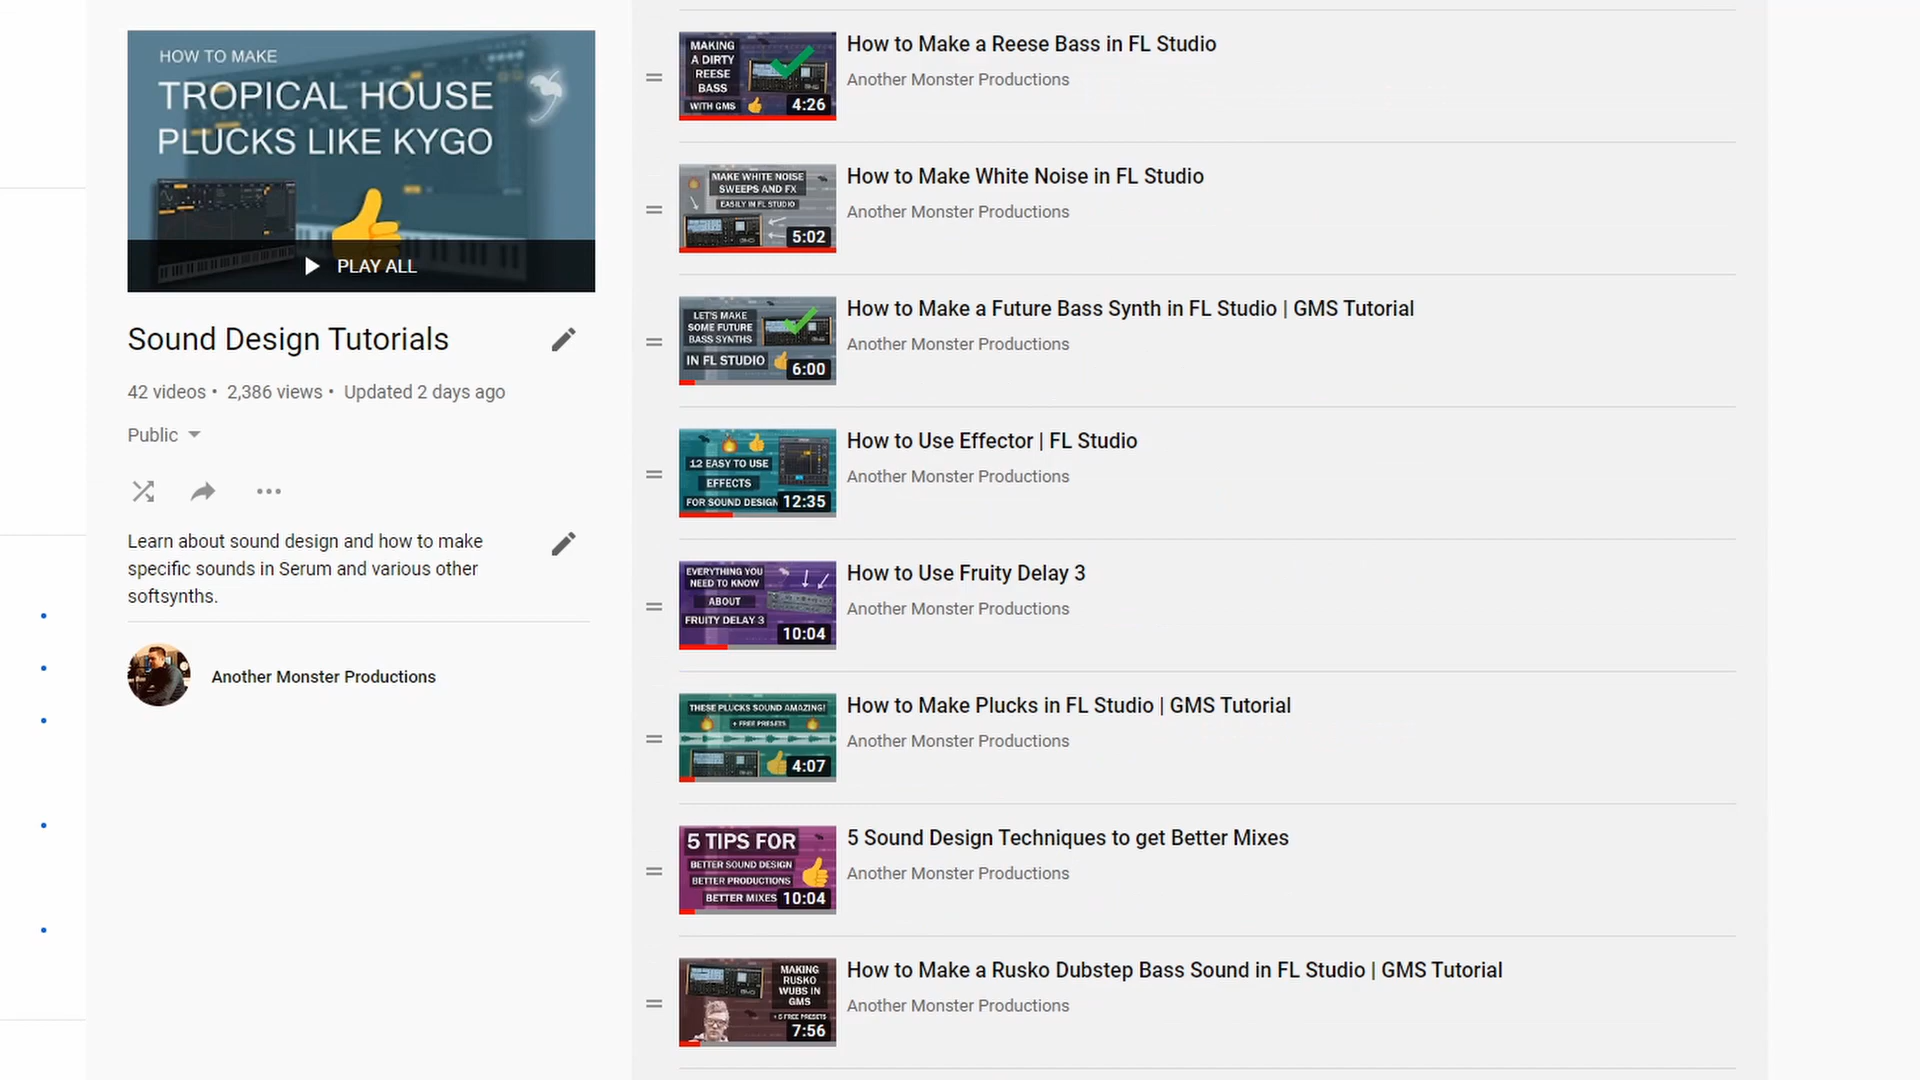 HOW TO MAKE
TROPICAL HOUSE
PLUCKS LIKE KYGO
PLAY ALL
Sound Design Tutorials
42 videos • 2,386 views • Updated 2 days ago
Public
Learn about sound design and how to make
specific sounds in Serum and various other
softsynths.
Another Monster Productions
MAKING
A DIRTY
REESE
BASS
WITH GMS
4:26
How to Make a Reese Bass in FL Studio
Another Monster Productions
MAKE WHITE NOISE
SWEEPS AND FX
EASILY IN FL STUDIO
5:02
How to Make White Noise in FL Studio
Another Monster Productions
LET'S MAKE
SOME FUTURE
BASS SYNTHS
IN FL STUDIO
6:00
How to Make a Future Bass Synth in FL Studio | GMS Tutorial
Another Monster Productions
12 EASY TO USE
EFFECTS
FOR SOUND DESIGN
12:35
How to Use Effector | FL Studio
Another Monster Productions
EVERYTHING YOU
NEED TO KNOW
ABOUT
FRUITY DELAY 3
10:04
How to Use Fruity Delay 3
Another Monster Productions
THESE PLUCKS SOUND AMAZING!
+ FREE PRESETS
4:07
How to Make Plucks in FL Studio | GMS Tutorial
Another Monster Productions
5 TIPS FOR
BETTER SOUND DESIGN
BETTER PRODUCTIONS
BETTER MIXES
10:04
5 Sound Design Techniques to get Better Mixes
Another Monster Productions
MAKING
RUSKO
WUBS IN
GMS
+ 5 FREE PRESETS
7:56
How to Make a Rusko Dubstep Bass Sound in FL Studio | GMS Tutorial
Another Monster Productions